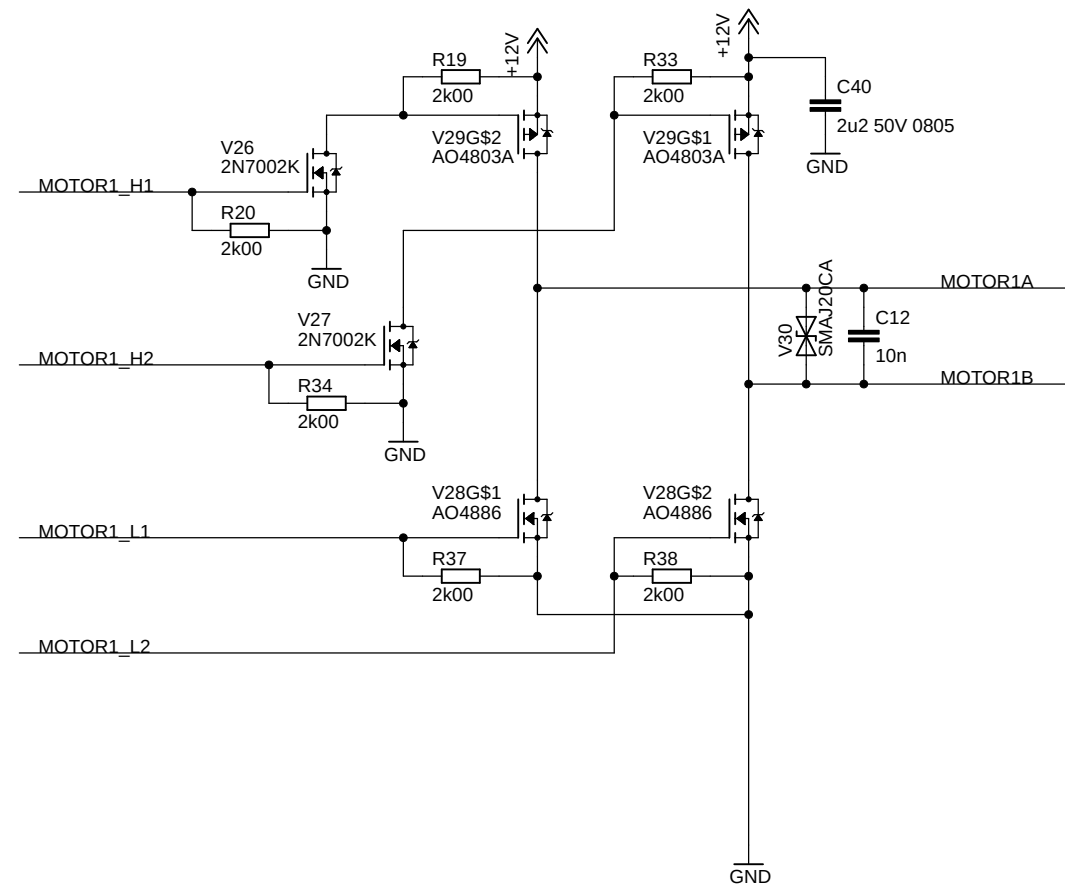 +12V
+12V
R19
2k00
R33
2k00
C40
2u2 50V 0805
GND
V29G$2
AO4803A
V29G$1
AO4803A
V26
2N7002K
MOTOR1_H1
R20
2k00
GND
MOTOR1A
V30
SMAJ20CA
C12
10n
V27
2N7002K
MOTOR1_H2
MOTOR1B
R34
2k00
GND
V28G$1
AO4886
V28G$2
AO4886
MOTOR1_L1
R37
2k00
R38
2k00
MOTOR1_L2
GND